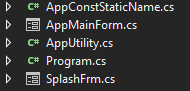 C# AppConstStaticName.cs
AppMainForm.cs
C# AppUtility.cs
C# Program.cs
SplashFrm.cs